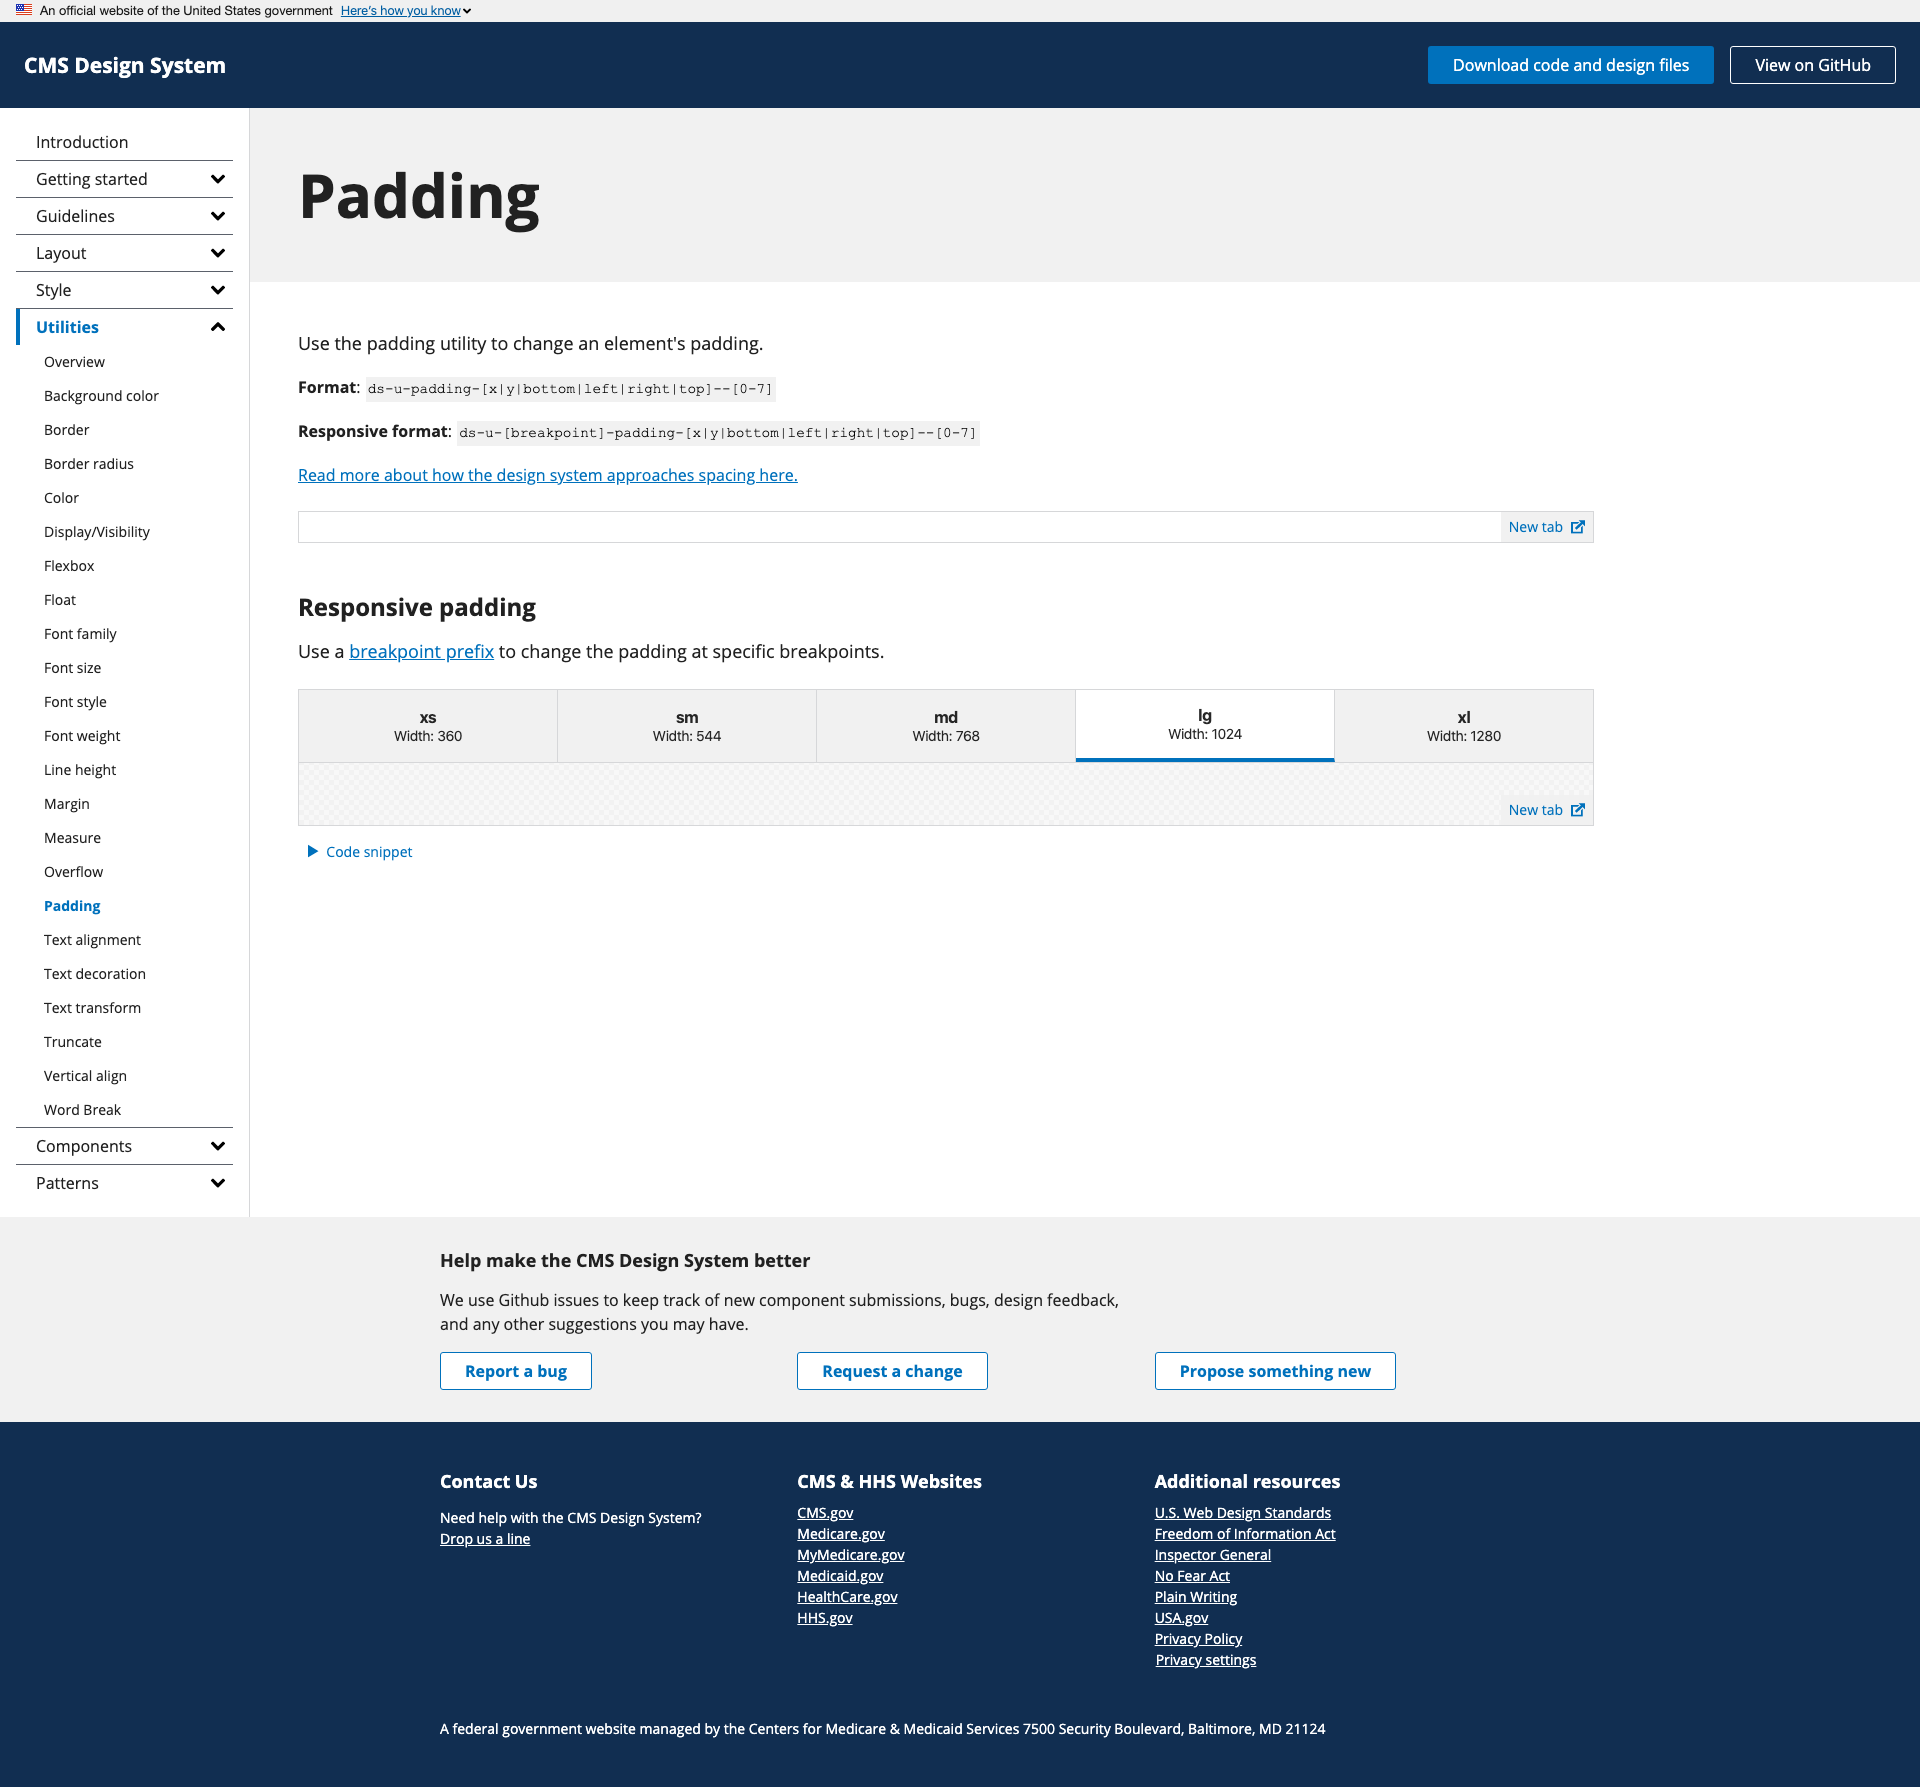 An official website of the United States government Here's how you know
CMS Design System
Download code and design files
View on GitHub
Introduction
Getting started
Guidelines
Layout
Style
Utilities
Overview
Background color
Border
Border radius
Color
Display/Visibility
Flexbox
Float
Font family
Font size
Font style
Font weight
Line height
Margin
Measure
Overflow
Padding
Text alignment
Text decoration
Text transform
Truncate
Vertical align
Word Break
Components
Patterns
Padding
Use the padding utility to change an element's padding.
Format: ds-u-padding-[x|y|bottom|left|right|top]--[0-7]
Responsive format: ds-u-[breakpoint]-padding-[x|y|bottom|left|right|top]--[0-7]
Read more about how the design system approaches spacing here.
New tab
Responsive padding
Use a breakpoint prefix to change the padding at specific breakpoints.
xs
Width: 360
sm
Width: 544
md
Width: 768
lg
Width: 1024
xl
Width: 1280
New tab
Code snippet
Help make the CMS Design System better
We use Github issues to keep track of new component submissions, bugs, design feedback,
and any other suggestions you may have.
Report a bug
Request a change
Propose something new
Contact Us
Need help with the CMS Design System?
Drop us a line
CMS & HHS Websites
CMS.gov
Medicare.gov
MyMedicare.gov
Medicaid.gov
HealthCare.gov
HHS.gov
Additional resources
U.S. Web Design Standards
Freedom of Information Act
Inspector General
No Fear Act
Plain Writing
USA.gov
Privacy Policy
Privacy settings
A federal government website managed by the Centers for Medicare & Medicaid Services 7500 Security Boulevard, Baltimore, MD 21124